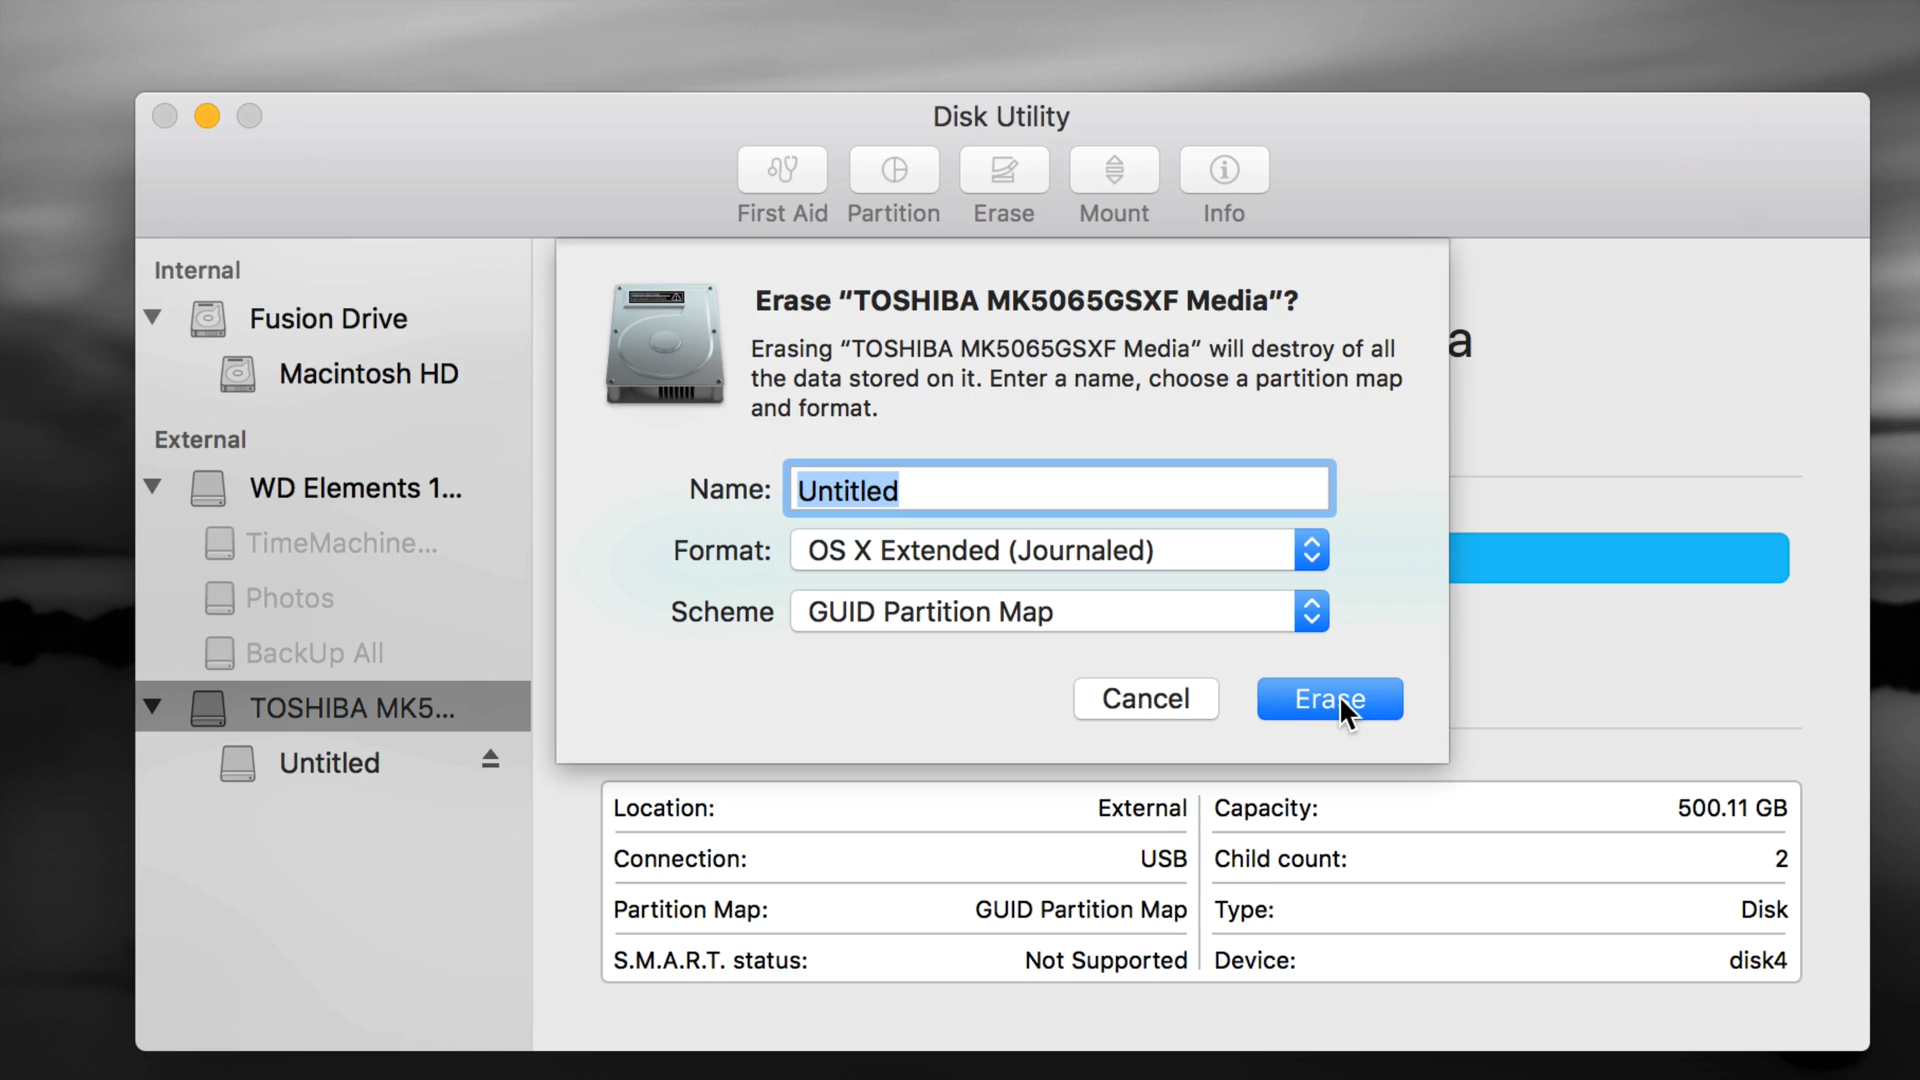 Disk Utility
First Aid
Partition
Erase
Mount
Info
Internal
Fusion Drive
Macintosh HD
External
WD Elements 1...
TimeMachine...
Photos
BackUp All
TOSHIBA MK5...
Untitled
Erase “TOSHIBA MK5065GSXF Media”?
Erasing “TOSHIBA MK5065GSXF Media” will destroy of all
the data stored on it. Enter a name, choose a partition map
and format.
a
Name: Untitled
Format: OS X Extended (Journaled)
Scheme GUID Partition Map
Cancel
Erase
Location: External
Connection: USB
Partition Map: GUID Partition Map
S.M.A.R.T. status: Not Supported
Capacity: 500.11 GB
Child count: 2
Type: Disk
Device: disk4